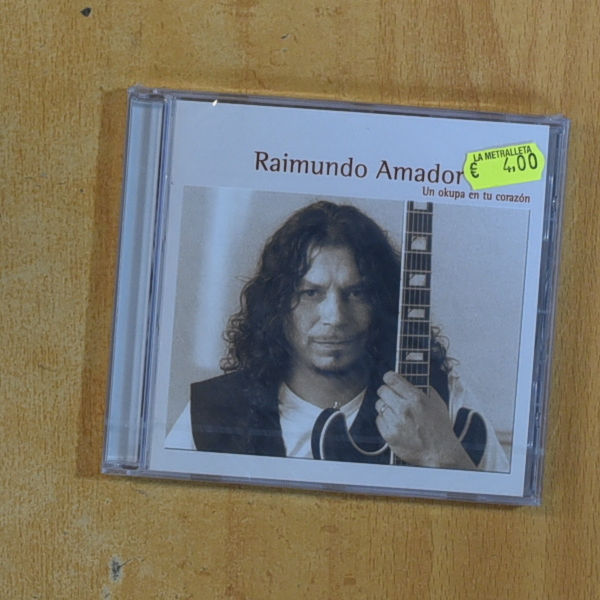 Raimundo Amador
Un okupa en tu corazón
LA METRALLETA
€ 4,00